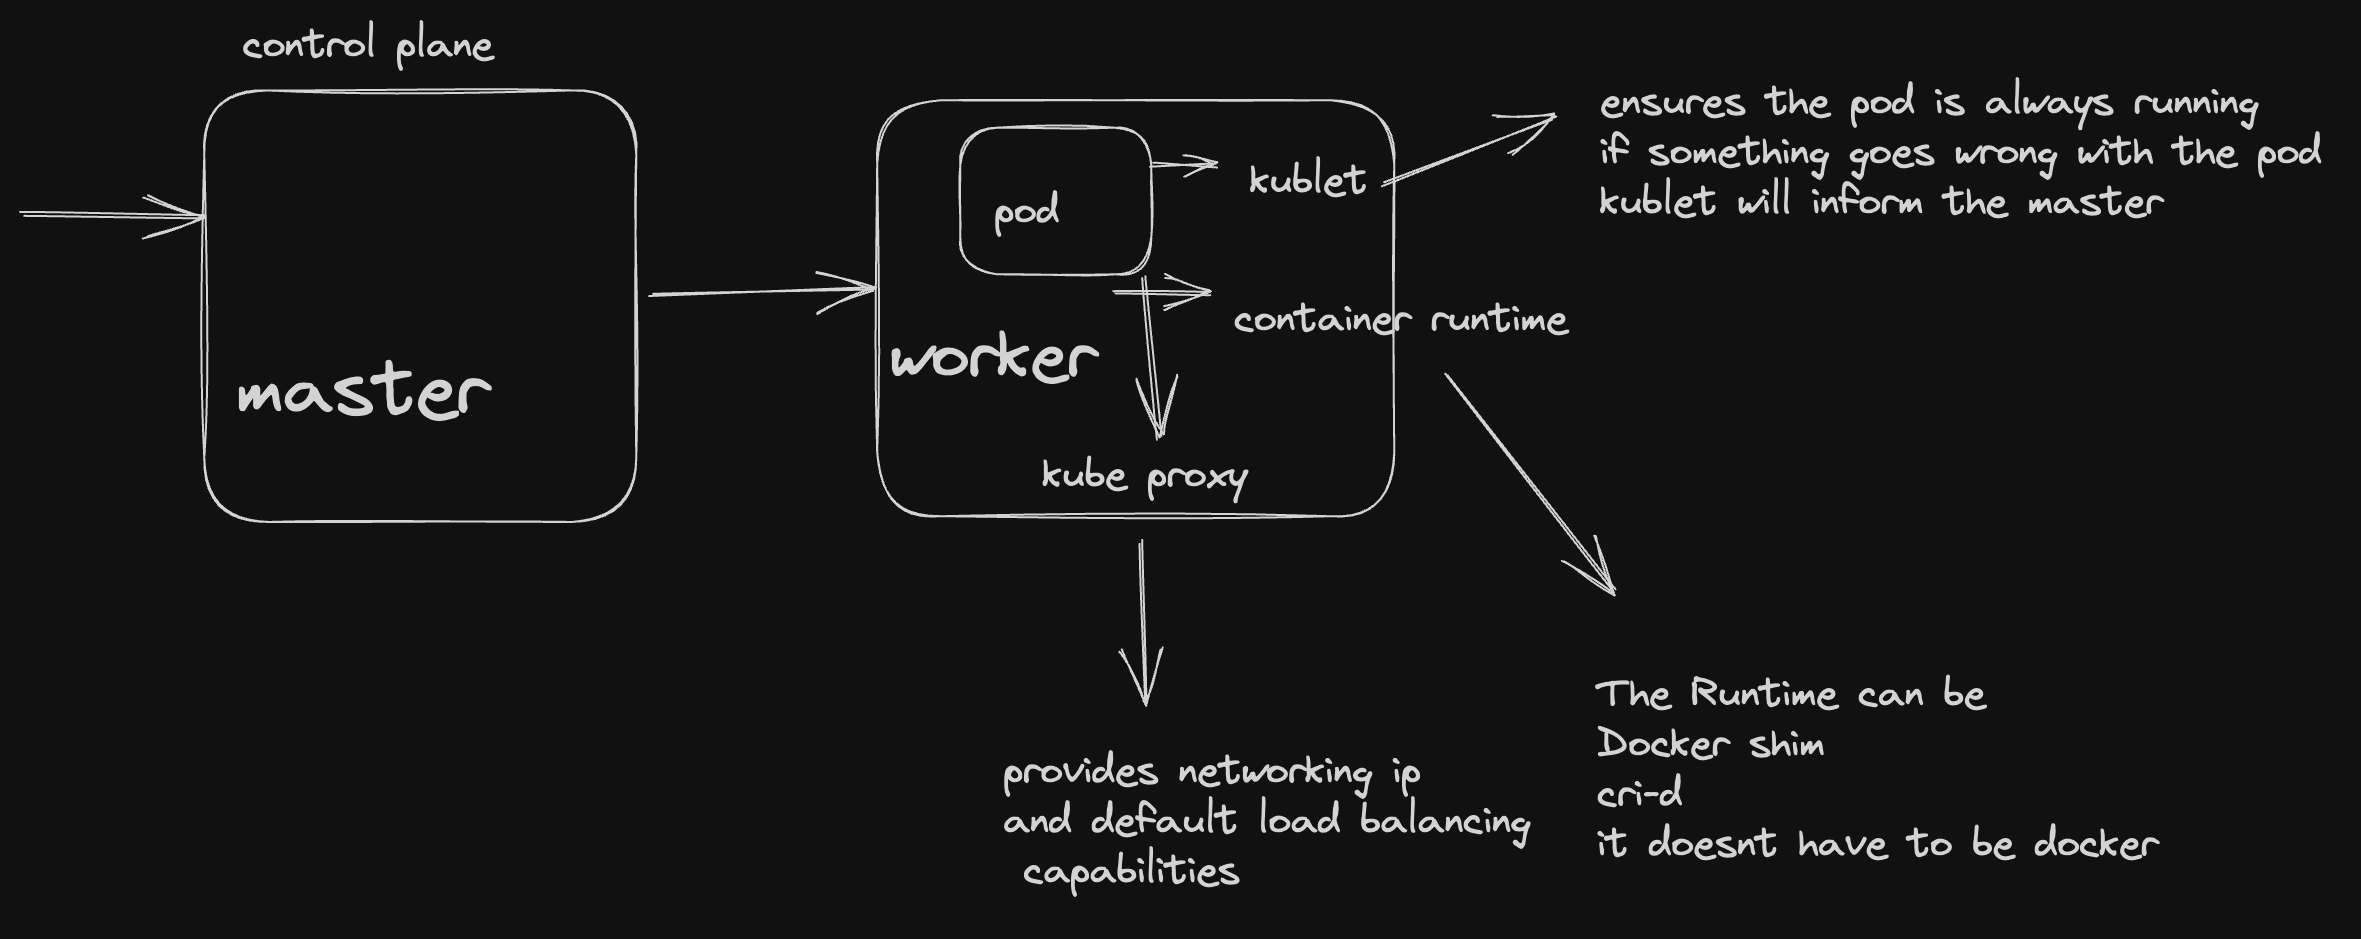 control plane
master
pod
kublet
container runtime
worker
kube proxy
ensures the pod is always running
if something goes wrong with the pod
kublet will inform the master
provides networking ip
and default load balancing
capabilities
The Runtime can be
Docker shim
cri-d
it doesnt have to be docker